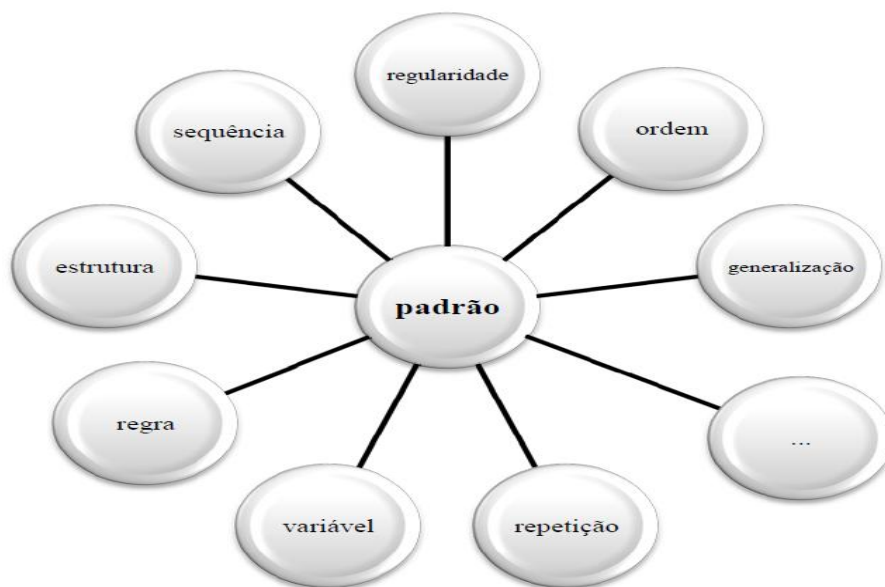 regularidade
sequência
ordem
estrutura
generalização
padrão
regra
...
variável
repetição